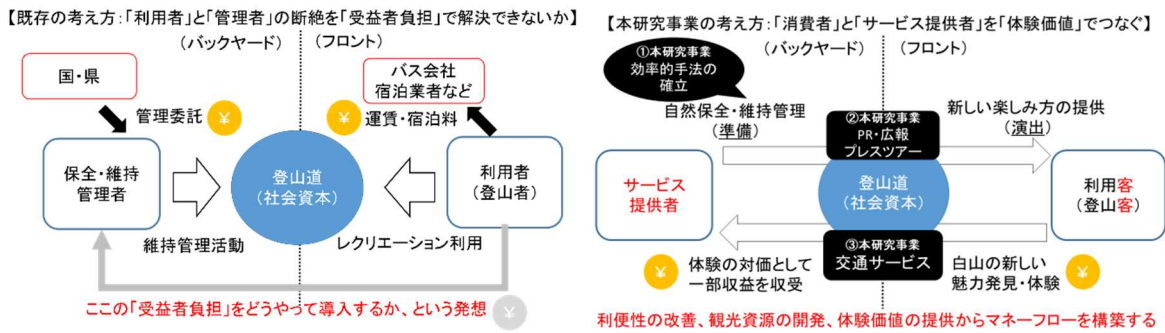 【既存の考え方:「利用者」と「管理者」の断絶を「受益者負担」で解決できないか】
(バックヤード)
(フロント)
国・県
管理委託
¥
バス会社
宿泊業者など
¥
運賃・宿泊料
保全・維持
管理者
登山道
(社会資本)
利用者
(登山者)
維持管理活動
レクリエーション利用
ここの「受益者負担」をどうやって導入するか、という発想
¥
【本研究事業の考え方:「消費者」と「サービス提供者」を「体験価値」でつなぐ】
(バックヤード)
(フロント)
①本研究事業
効率的手法の
確立
自然保全・維持管理
(準備)
②本研究事業
PR・広報
プレスツアー
新しい楽しみ方の提供
(演出)
サービス
提供者
登山道
(社会資本)
利用客
(登山客)
③本研究事業
交通サービス
¥
体験の対価として
一部収益を収受
白山の新しい
魅力発見・体験
¥
利便性の改善、観光資源の開発、体験価値の提供からマネーフローを構築する